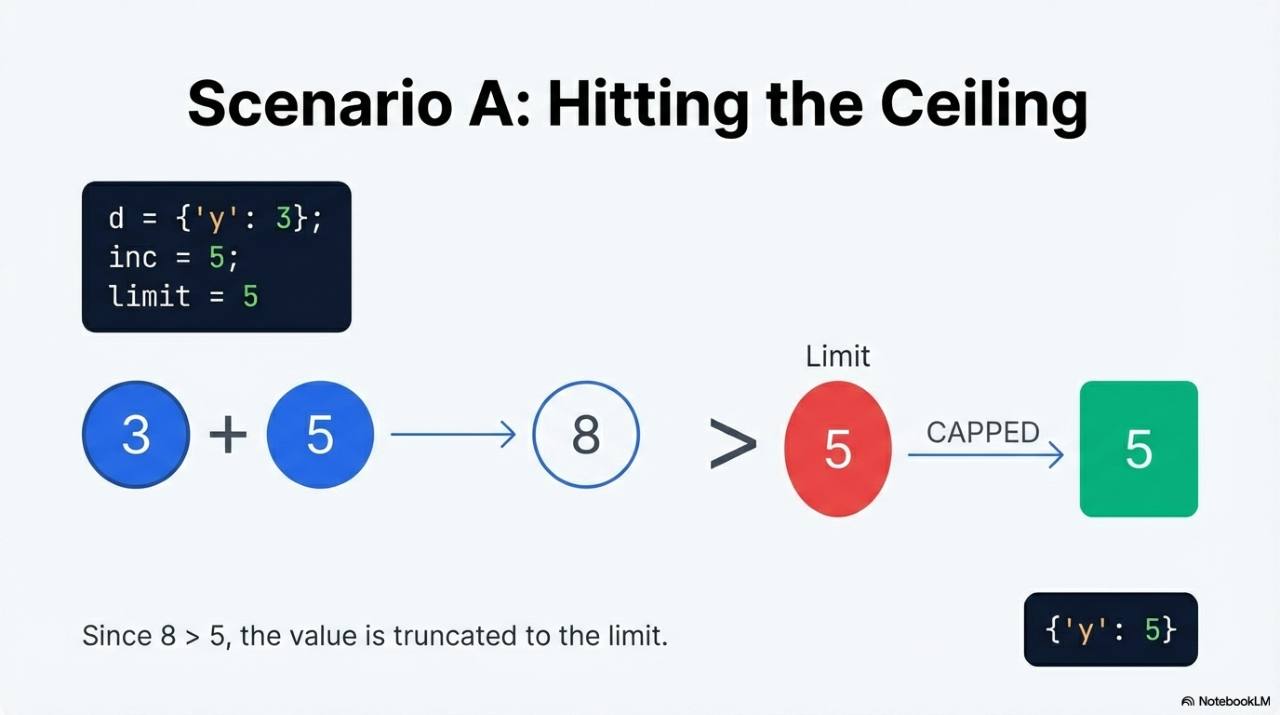 Scenario A: Hitting the Ceiling
d = {'y': 3};
inc = 5;
limit = 5
Limit
3 + 5 8 > 5 CAPPED 5
Since 8 > 5, the value is truncated to the limit.
{'y': 5}
NotebookLM